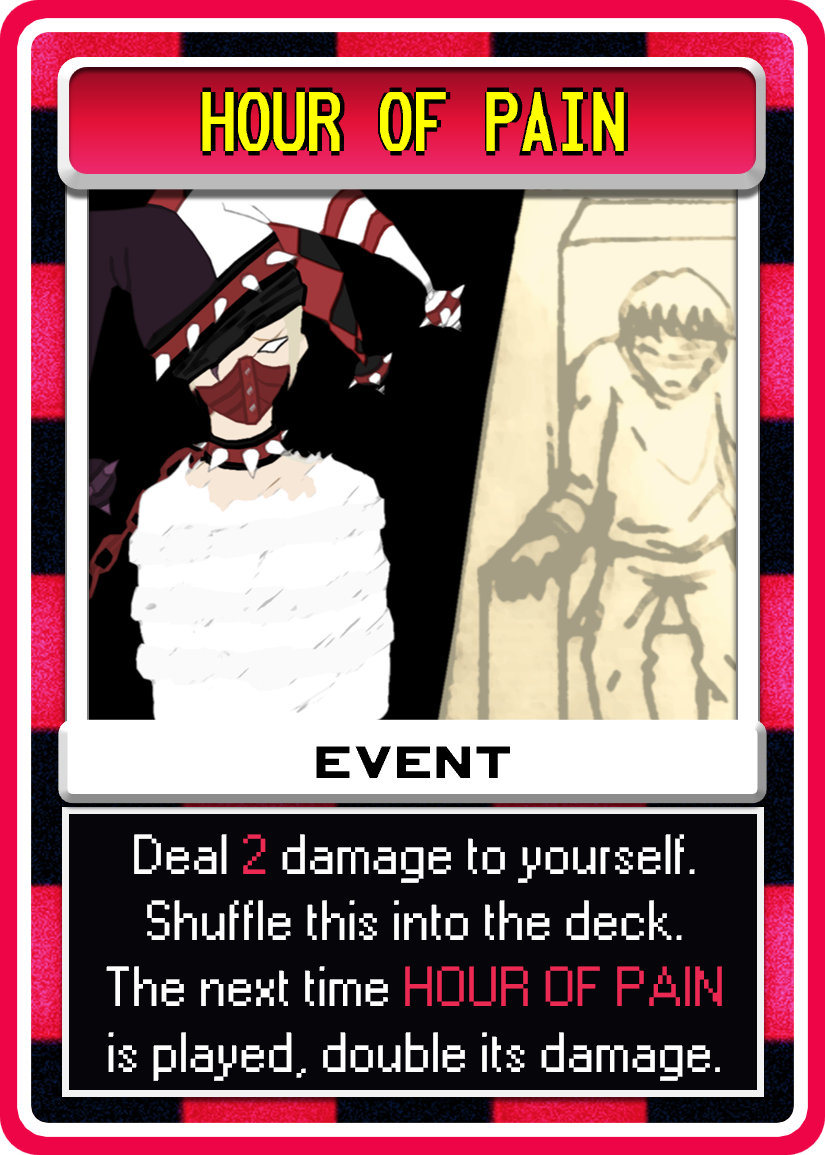 HOUR OF PAIN
EVENT
Deal 2 damage to yourself.
Shuffle this into the deck.
The next time HOUR OF PAIN
is played, double its damage.